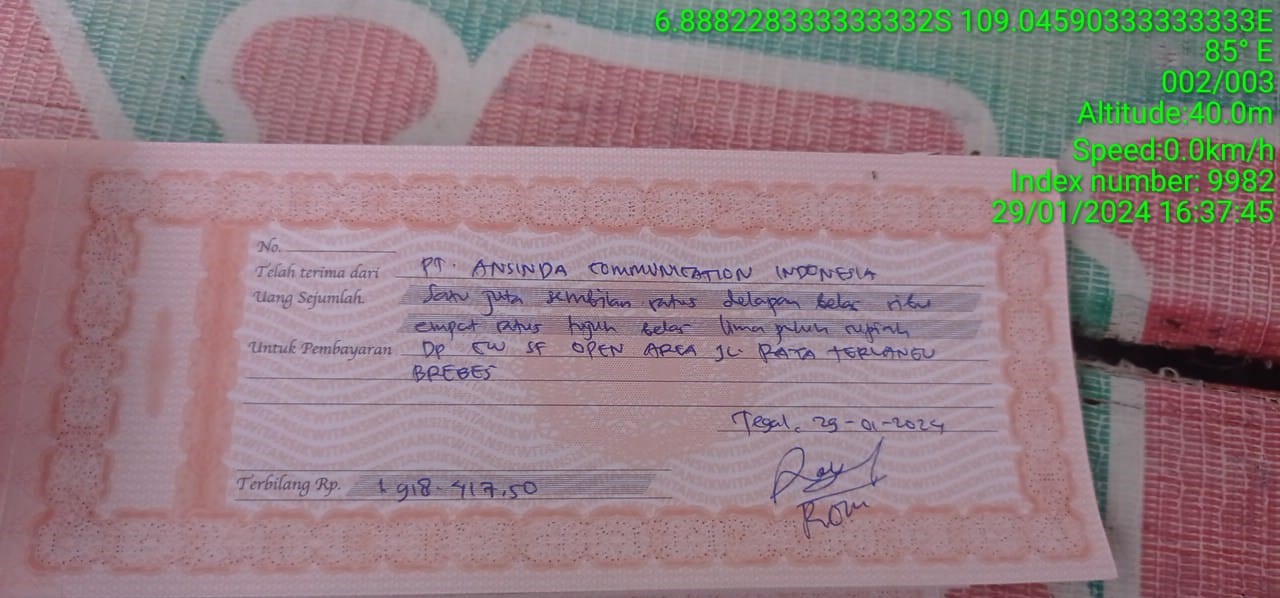 6.888228333333332S 109.04590333333333E
85° E
002/003
Altitude:40.0m
Speed:0.0km/h
Index number: 9982
29/01/2024 16:37:45
No.
Telah terima dari PT. ANSINDA COMMUNICATION INDONESIA
Uang Sejumlah Satu juta sembilan ratus delapan belas ribu
empat ratus tujuh belas lima puluh rupiah
Untuk Pembayaran DP CW SF OPEN AREA JL. RATA TERLANGU
BREBES
Tegal, 29-01-2024
Terbilang Rp. 1.918.417,50
Rom